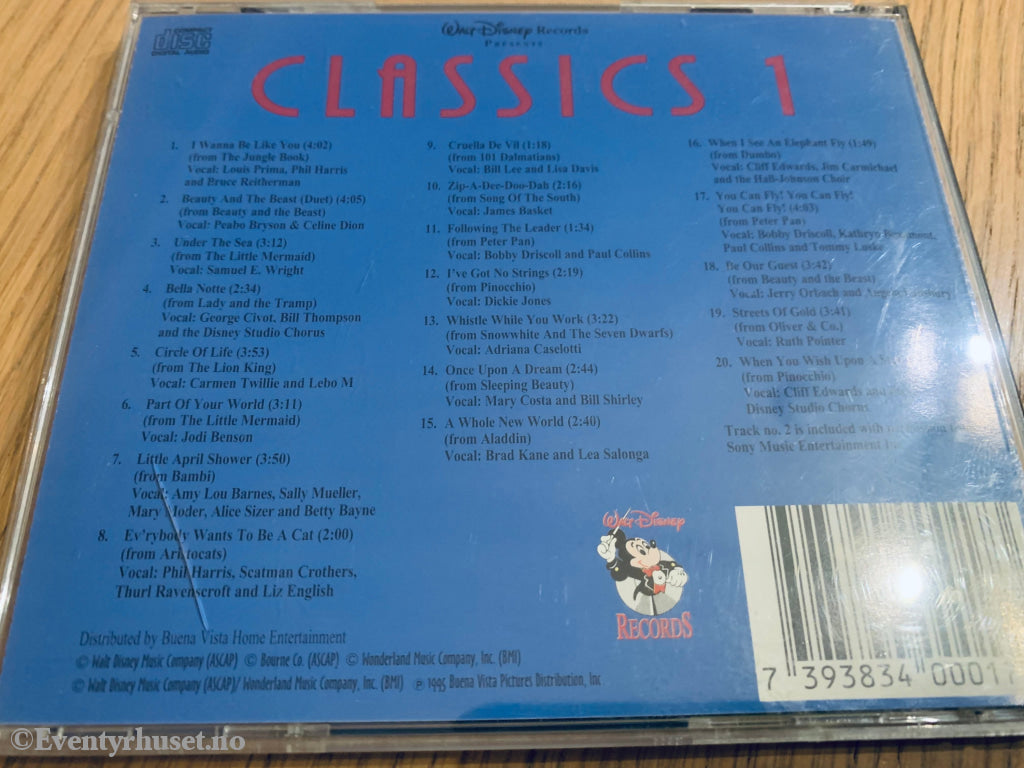 COMPACT
disc
DIGITAL AUDIO
Walt Disney Records
PRESENTS
CLASSICS 1
1. I Wanna Be Like You (4:02)
(from The Jungle Book)
Vocal: Louis Prima, Phil Harris
and Bruce Reitherman
2. Beauty And The Beast (Duet) (4:05)
(from Beauty and the Beast)
Vocal: Peabo Bryson & Celine Dion
3. Under The Sea (3:12)
(from The Little Mermaid)
Vocal: Samuel E. Wright
4. Bella Notte (2:34)
(from Lady and the Tramp)
Vocal: George Civot, Bill Thompson
and the Disney Studio Chorus
5. Circle Of Life (3:53)
(from The Lion King)
Vocal: Carmen Twillie and Lebo M
6. Part Of Your World (3:11)
(from The Little Mermaid)
Vocal: Jodi Benson
7. Little April Shower (3:50)
(from Bambi)
Vocal: Amy Lou Barnes, Sally Mueller,
Mary Moder, Alice Sizer and Betty Bayne
8. Ev'rybody Wants To Be A Cat (2:00)
(from Aristocats)
Vocal: Phil Harris, Scatman Crothers,
Thurl Ravenscroft and Liz English
9. Cruella De Vil (1:18)
(from 101 Dalmatians)
Vocal: Bill Lee and Lisa Davis
10. Zip-A-Dee-Doo-Dah (2:16)
(from Song Of The South)
Vocal: James Basket
11. Following The Leader (1:34)
(from Peter Pan)
Vocal: Bobby Driscoll and Paul Collins
12. I've Got No Strings (2:19)
(from Pinocchio)
Vocal: Dickie Jones
13. Whistle While You Work (3:22)
(from Snowwhite And The Seven Dwarfs)
Vocal: Adriana Caselotti
14. Once Upon A Dream (2:44)
(from Sleeping Beauty)
Vocal: Mary Costa and Bill Shirley
15. A Whole New World (2:40)
(from Aladdin)
Vocal: Brad Kane and Lea Salonga
16. When I See An Elephant Fly (1:49)
(from Dumbo)
Vocal: Cliff Edwards, Jim Carmichael
and the Hall-Johnson Choir
17. You Can Fly! You Can Fly!
You Can Fly! (4:03)
(from Peter Pan)
Vocal: Bobby Driscoll, Kathryn Beaumont,
Paul Collins and Tommy Luske
18. Be Our Guest (3:42)
(from Beauty and the Beast)
Vocal: Jerry Orbach and Angela Lansbury
19. Streets Of Gold (3:41)
(from Oliver & Co.)
Vocal: Ruth Pointer
20. When You Wish Upon A
(from Pinocchio)
Vocal: Cliff Edwards and
Disney Studio Chorus
Track no. 2 is included with
Sony Music Entertainment
Walt Disney
RECORDS
Distributed by Buena Vista Home Entertainment
© Walt Disney Music Company (ASCAP) © Bourne Co. (ASCAP) © Wonderland Music Company, Inc. (BMI)
© Walt Disney Music Company (ASCAP)/ Wonderland Music Company, Inc. (BMI) ℗ 1995 Buena Vista Pictures Distribution, Inc.
7 393834 00011
©Eventyrhuset.no